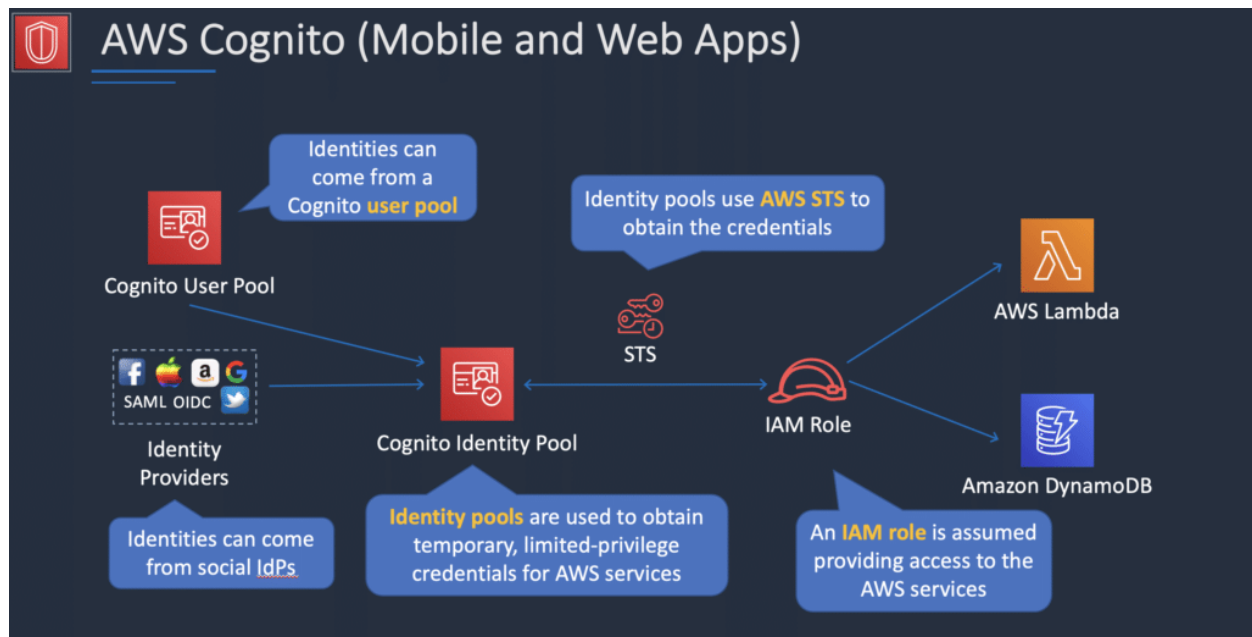 AWS Cognito (Mobile and Web Apps)
Identities can
come from a
Cognito user pool
Cognito User Pool
Identity pools use AWS STS to
obtain the credentials
STS
AWS Lambda
a
G
SAML OIDC
Identity
Providers
Cognito Identity Pool
IAM Role
Amazon DynamoDB
Identities can come
from social IdPs
Identity pools are used to obtain
temporary, limited-privilege
credentials for AWS services
An IAM role is assumed
providing access to the
AWS services